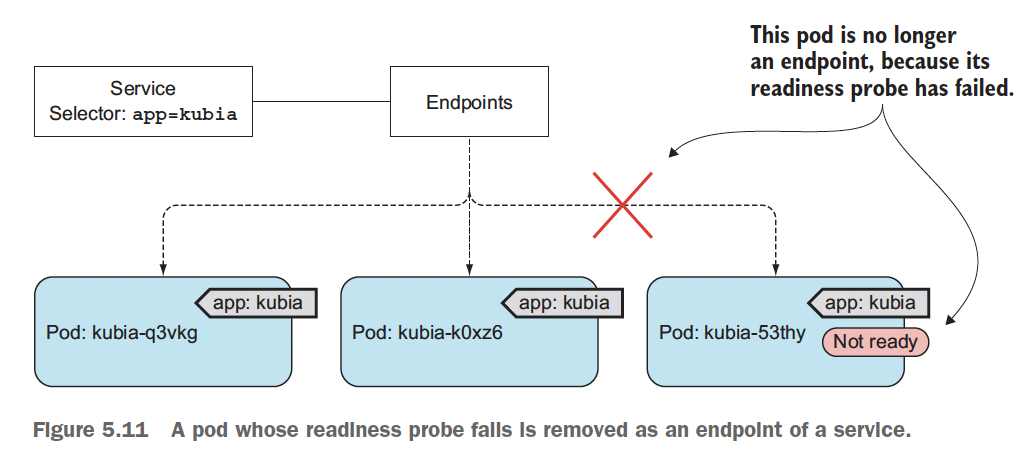 This pod is no longer
an endpoint, because its
readiness probe has failed.
Service
Selector: app=kubia
Endpoints
app: kubia
Pod: kubia-q3vkg
app: kubia
Pod: kubia-k0xz6
app: kubia
Pod: kubia-53thy
Not ready
Figure 5.11 A pod whose readiness probe fails is removed as an endpoint of a service.